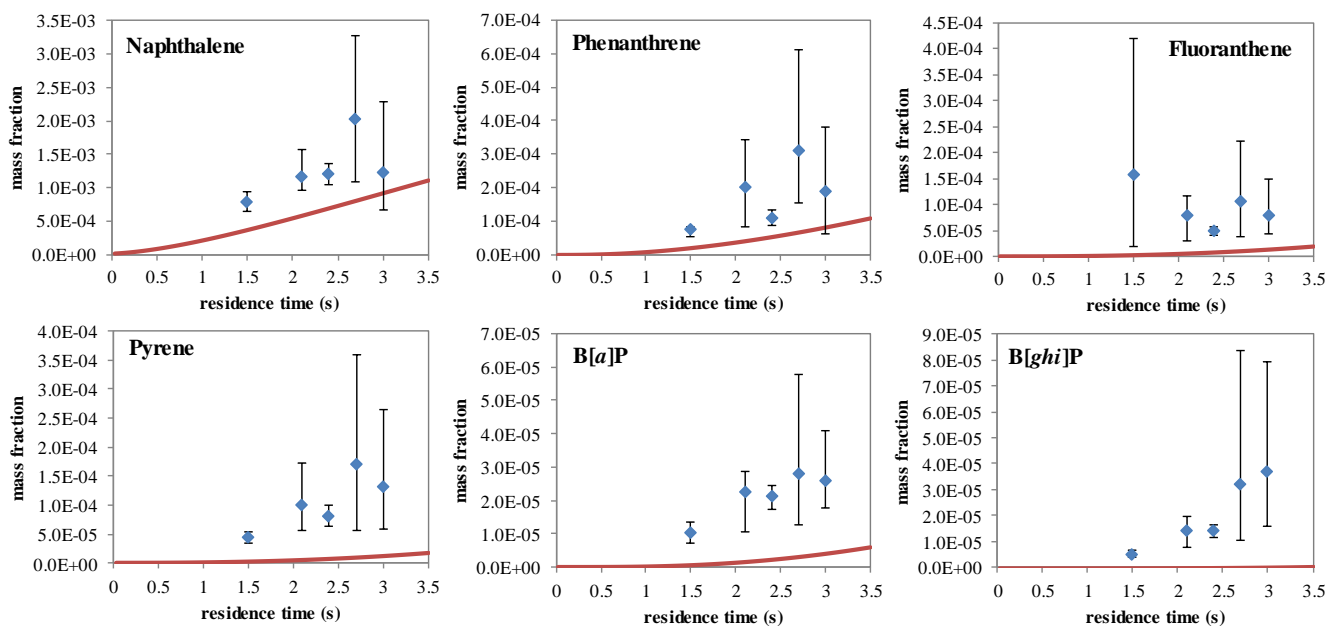 Naphthalene
mass fraction
3.5E-03
3.0E-03
2.5E-03
2.0E-03
1.5E-03
1.0E-03
5.0E-04
0.0E+00
0 0.5 1 1.5 2 2.5 3 3.5
residence time (s)
Phenanthrene
mass fraction
7.0E-04
6.0E-04
5.0E-04
4.0E-04
3.0E-04
2.0E-04
1.0E-04
0.0E+00
0 0.5 1 1.5 2 2.5 3 3.5
residence time (s)
Fluoranthene
mass fraction
4.5E-04
4.0E-04
3.5E-04
3.0E-04
2.5E-04
2.0E-04
1.5E-04
1.0E-04
5.0E-05
0.0E+00
0 0.5 1 1.5 2 2.5 3 3.5
residence time (s)
Pyrene
mass fraction
4.0E-04
3.5E-04
3.0E-04
2.5E-04
2.0E-04
1.5E-04
1.0E-04
5.0E-05
0.0E+00
0 0.5 1 1.5 2 2.5 3 3.5
residence time (s)
B[a]P
mass fraction
7.0E-05
6.0E-05
5.0E-05
4.0E-05
3.0E-05
2.0E-05
1.0E-05
0.0E+00
0 0.5 1 1.5 2 2.5 3 3.5
residence time (s)
B[ghi]P
mass fraction
9.0E-05
8.0E-05
7.0E-05
6.0E-05
5.0E-05
4.0E-05
3.0E-05
2.0E-05
1.0E-05
0.0E+00
0 0.5 1 1.5 2 2.5 3 3.5
residence time (s)